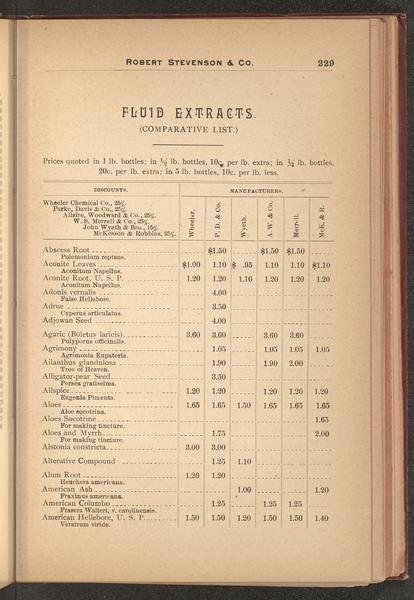 ROBERT STEVENSON & CO. 229
FLUID EXTRACTS.
(COMPARATIVE LIST.)
Prices quoted in 1 lb. bottles; in ½ lb. bottles, 10c. per lb. extra; in ¼ lb. bottles,
20c. per lb. extra; in 5 lb. bottles, 10c. per lb. less.
DISCOUNTS. MANUFACTURERS.
Wheeler Chemical Co., 25%.
Parke, Davis & Co., 25%.
Allaire, Woodward & Co., 25%.
W. S. Merrell & Co., 25%.
John Wyeth & Bro., 15%.
McKesson & Robbins, 25%.
Wheeler. P. D. & Co. Wyeth. A. W. & Co. Merrell. McK. & R.
Abscess Root $1.50 $1.50 $1.50
Polemonium reptans.
Aconite Leaves $1.00 1.10 $ .95 1.10 1.10 $1.10
Aconitum Napellus.
Aconite Root, U. S. P. 1.20 1.20 1.10 1.20 1.20 1.20
Aconitum Napellus.
Adonis vernalis 4.00
False Hellebore.
Adrue 3.50
Cyperus articulatus.
Adjowan Seed 4.00
Agaric (Boletus laricis) 3.60 3.60 3.60 3.60
Polyporus officinalis.
Agrimony 1.05 1.05 1.05 1.05
Agrimonia Eupatoria.
Ailanthus glandulosa 1.90 1.90 2.00
Tree of Heaven.
Alligator-pear Seed 3.50
Persea gratissima.
Allspice 1.20 1.20 1.20 1.20 1.20
Eugenia Pimenta.
Aloes 1.65 1.65 1.50 1.65 1.65 1.65
Aloe socotrina.
Aloes Socotrine 1.65
For making tincture.
Aloes and Myrrh 1.75 2.00
For making tincture.
Alstonia constricta 3.00 3.00
Alterative Compound 1.25 1.10
Alum Root 1.20 1.20
Heuchera americana.
American Ash 1.00 1.20
Fraxinus americana.
American Columbo 1.25 1.25 1.25
Frasera Walteri, v. carolinensis.
American Hellebore, U. S. P. 1.50 1.50 1.20 1.50 1.50 1.40
Veratrum viride.